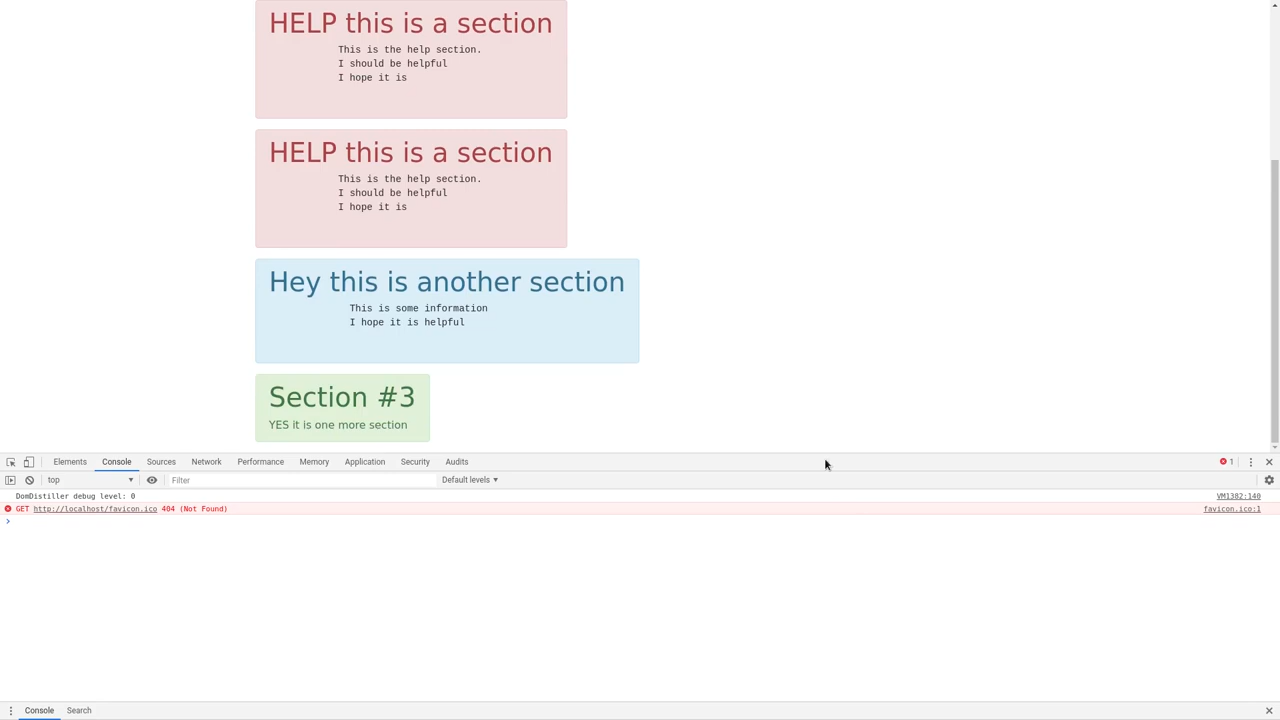 HELP this is a section
This is the help section.
I should be helpful
I hope it is
HELP this is a section
This is the help section.
I should be helpful
I hope it is
Hey this is another section
This is some information
I hope it is helpful
Section #3
YES it is one more section
Elements Console Sources Network Performance Memory Application Security Audits 1
top Filter Default levels
DomDistiller debug level: 0 VM1382:140
GET http://localhost/favicon.ico 404 (Not Found) favicon.ico:1
Console Search